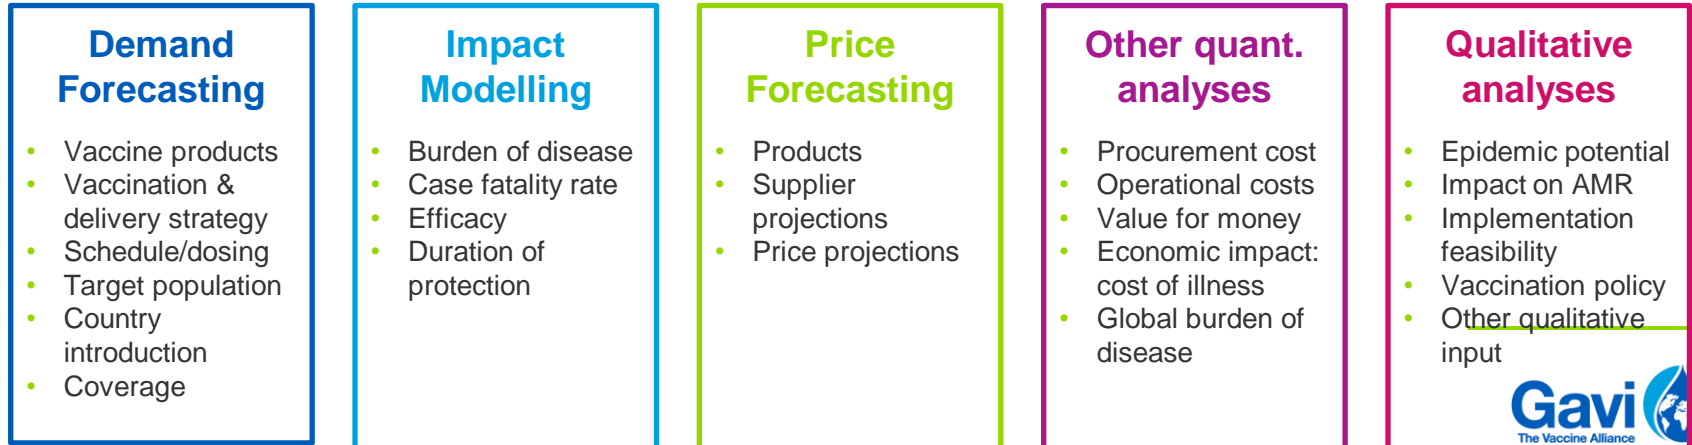 Demand
Forecasting
• Vaccine products
• Vaccination &
delivery strategy
• Schedule/dosing
• Target population
• Country
introduction
• Coverage
Impact
Modelling
• Burden of disease
• Case fatality rate
• Efficacy
• Duration of
protection
Price
Forecasting
• Products
• Supplier
projections
• Price projections
Other quant.
analyses
• Procurement cost
• Operational costs
• Value for money
• Economic impact:
cost of illness
• Global burden of
disease
Qualitative
analyses
• Epidemic potential
• Impact on AMR
• Implementation
feasibility
• Vaccination policy
• Other qualitative
input
Gavi
The Vaccine Alliance